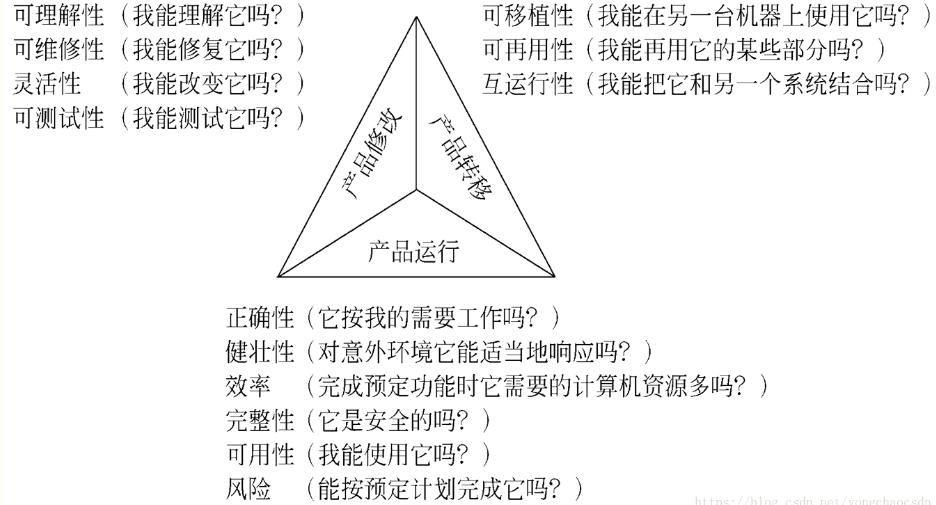 可理解性（我能理解它吗？）
可维修性（我能修复它吗？）
灵活性　（我能改变它吗？）
可测试性（我能测试它吗？）
可移植性（我能在另一台机器上使用它吗？）
可再用性（我能再用它的某些部分吗？）
互运行性（我能把它和另一个系统结合吗？）
产品修改
产品转移
产品运行
正确性（它按我的需要工作吗？）
健壮性（对意外环境它能适当地响应吗？）
效率　（完成预定功能时它需要的计算机资源多吗？）
完整性（它是安全的吗？）
可用性（我能使用它吗？）
风险　（能按预定计划完成它吗？）
https://blog.csdn.net/yongchaocsdn